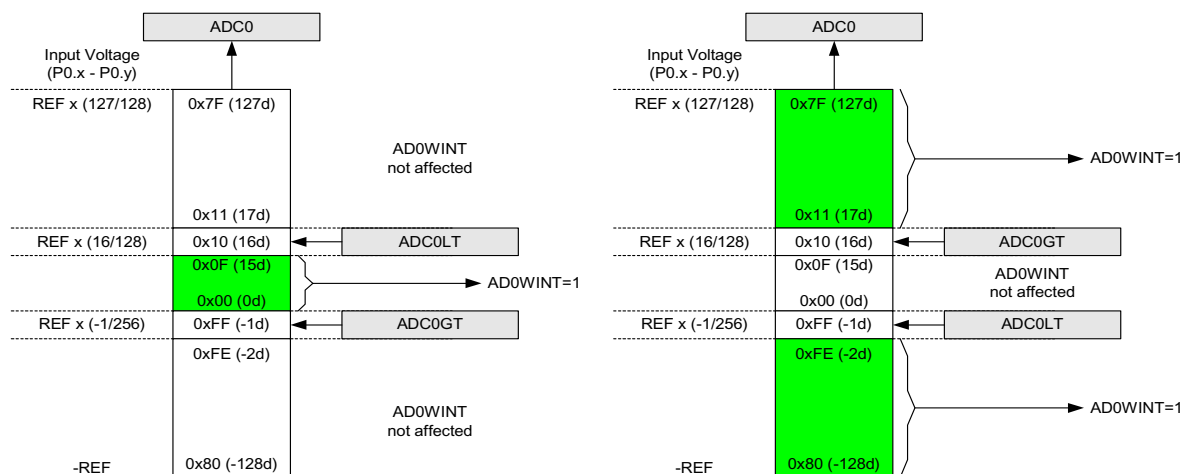 ADC0
Input Voltage
(P0.x - P0.y)
REF x (127/128)
0x7F (127d)
AD0WINT
not affected
0x11 (17d)
REF x (16/128)
0x10 (16d)
ADC0LT
0x0F (15d)
AD0WINT=1
0x00 (0d)
REF x (-1/256)
0xFF (-1d)
ADC0GT
0xFE (-2d)
AD0WINT
not affected
-REF
0x80 (-128d)
ADC0
Input Voltage
(P0.x - P0.y)
REF x (127/128)
0x7F (127d)
AD0WINT=1
0x11 (17d)
REF x (16/128)
0x10 (16d)
ADC0GT
0x0F (15d)
AD0WINT
not affected
0x00 (0d)
REF x (-1/256)
0xFF (-1d)
ADC0LT
0xFE (-2d)
AD0WINT=1
-REF
0x80 (-128d)